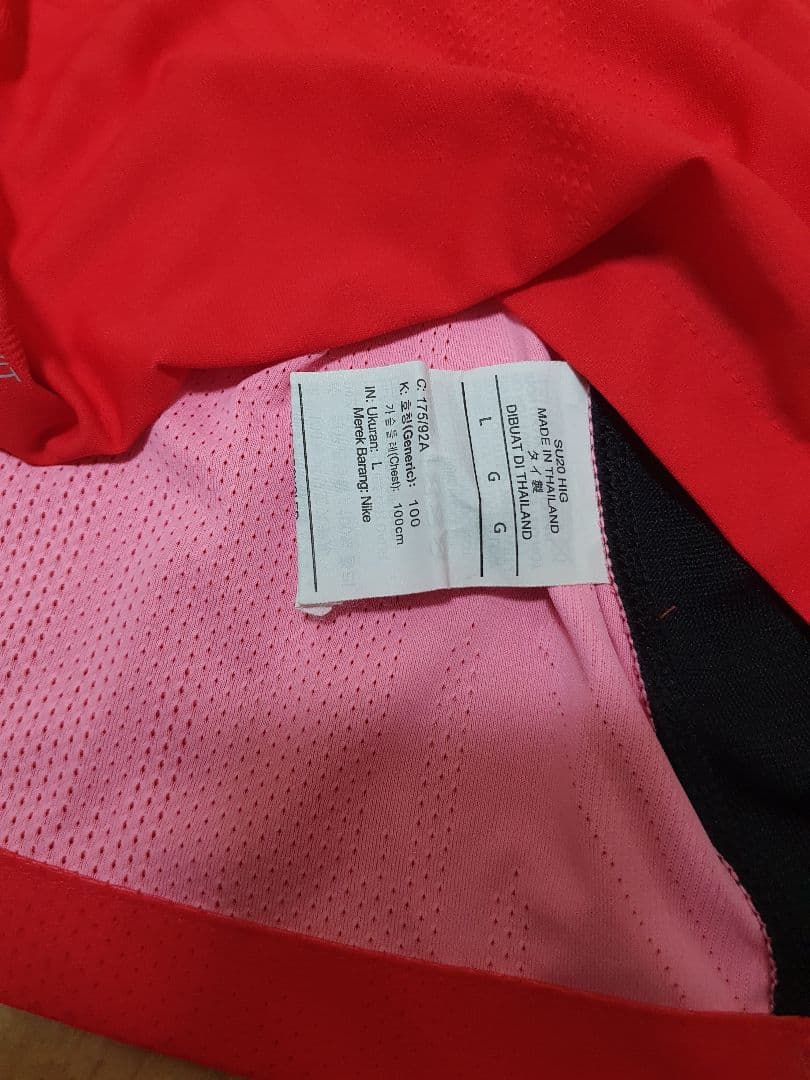 SU20 HIG
MADE IN THAILAND
タイ製
DIBUAT DI THAILAND
L G G
C: 175/92A
K: 호칭(Generic): 100
가슴둘레(Chest): 100cm
IN: Ukuran: L
Merek Barang: Nike